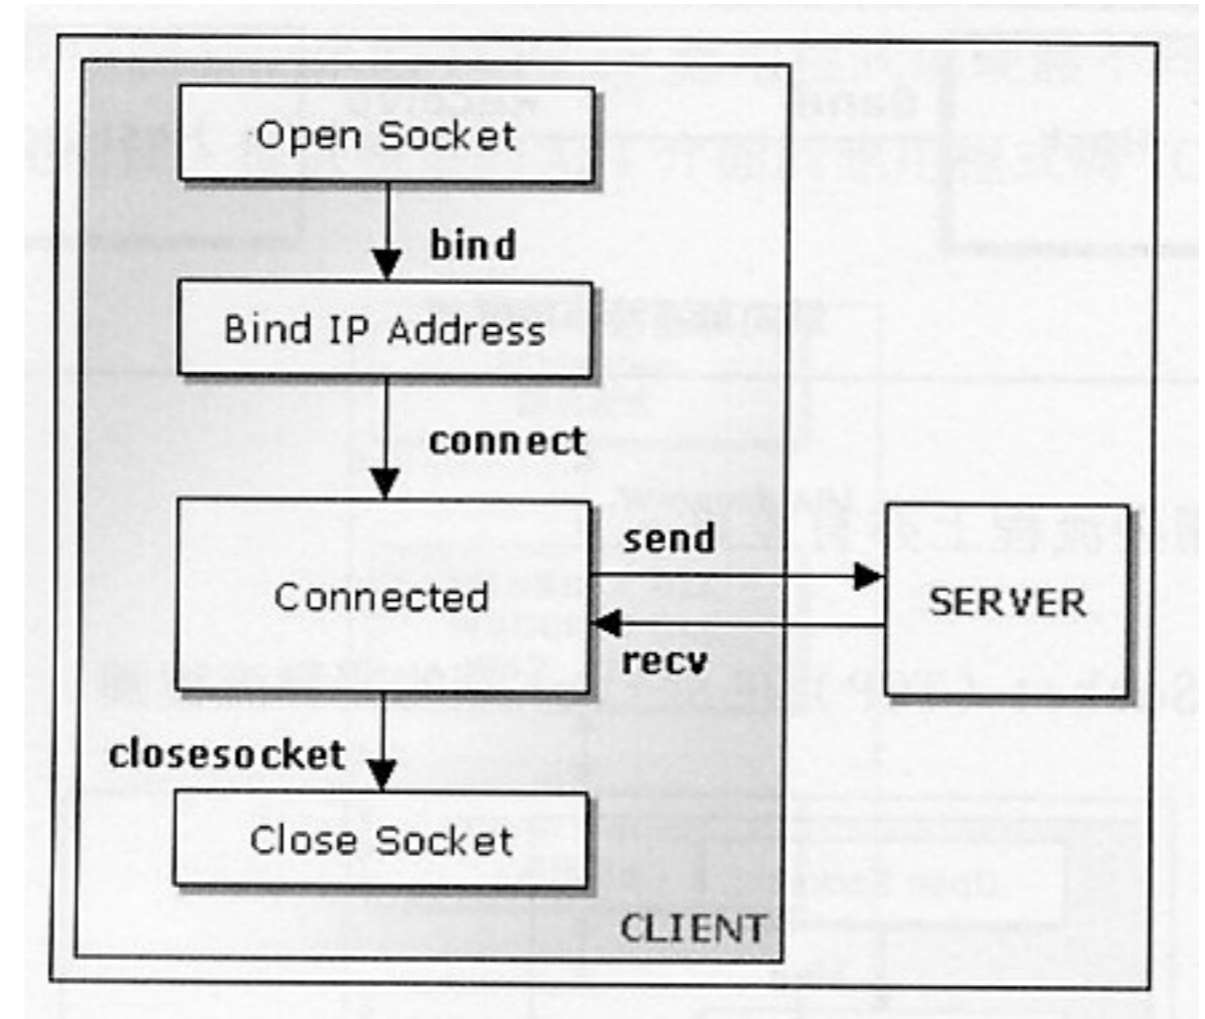 Open Socket
bind
Bind IP Address
connect
Connected
send
SERVER
recv
closesocket
Close Socket
CLIENT